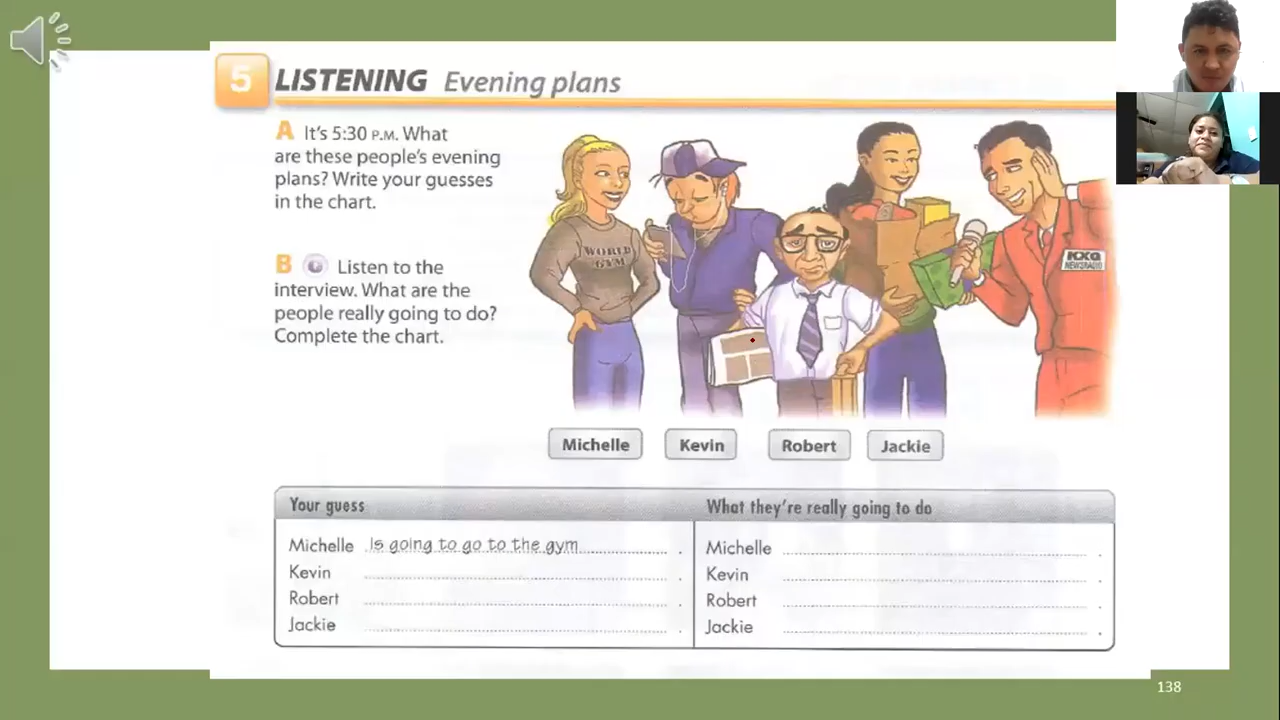 5 LISTENING Evening plans
A It's 5:30 P.M. What
are these people's evening
plans? Write your guesses
in the chart.
B Listen to the
interview. What are the
people really going to do?
Complete the chart.
WORLD
GYM
KXQ
NEWSRADIO
Michelle Kevin Robert Jackie
Your guess What they're really going to do
Michelle is going to go to the gym . Michelle .
Kevin . Kevin .
Robert . Robert .
Jackie . Jackie .
138